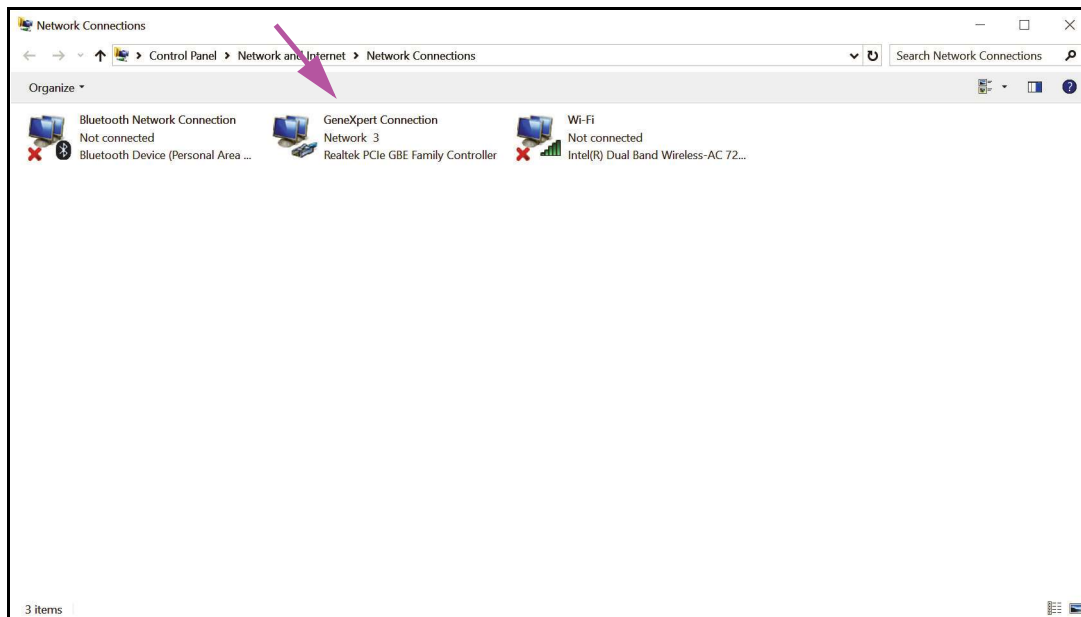 Network Connections
Control Panel > Network and Internet > Network Connections
Search Network Connections
Organize
Bluetooth Network Connection
Not connected
Bluetooth Device (Personal Area ...
GeneXpert Connection
Network 3
Realtek PCIe GBE Family Controller
Wi-Fi
Not connected
Intel(R) Dual Band Wireless-AC 72...
3 items